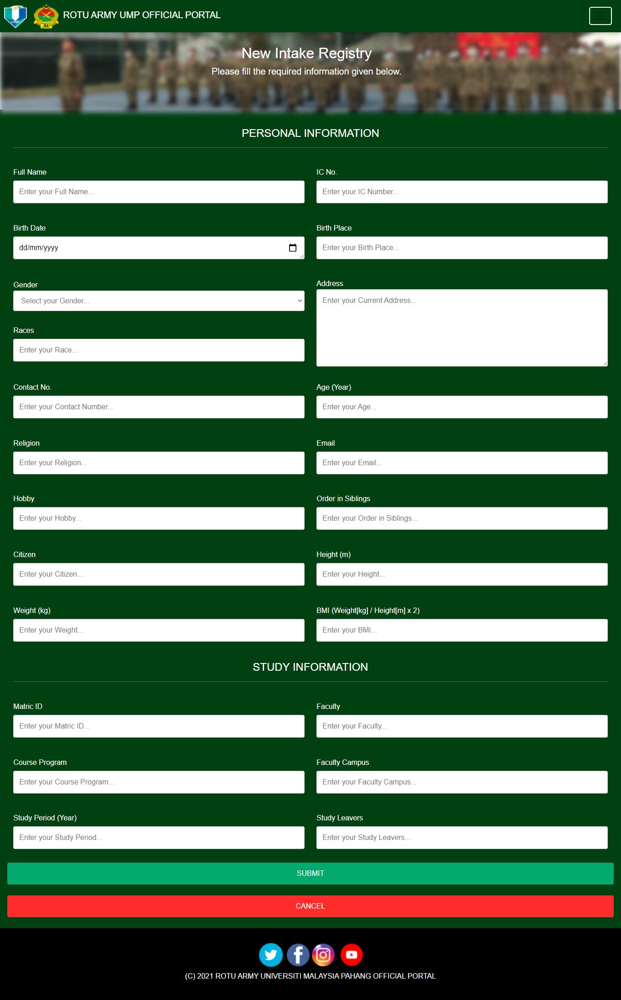 UMP
ROTU ARMY UMP OFFICIAL PORTAL
New Intake Registry
Please fill the required information given below.
PERSONAL INFORMATION
Full Name
IC No.
Enter your Full Name...
Enter your IC Number...
Birth Date
Birth Place
dd/mm/yyyy
Enter your Birth Place...
Gender
Address
Select your Gender...
Enter your Current Address...
Races
Enter your Race...
Contact No.
Age (Year)
Enter your Contact Number...
Enter your Age...
Religion
Email
Enter your Religion...
Enter your Email...
Hobby
Order in Siblings
Enter your Hobby...
Enter your Order in Siblings...
Citizen
Height (m)
Enter your Citizen...
Enter your Height...
Weight (kg)
BMI (Weight[kg] / Height[m] x 2)
Enter your Weight...
Enter your BMI...
STUDY INFORMATION
Matric ID
Faculty
Enter your Matric ID...
Enter your Faculty...
Course Program
Faculty Campus
Enter your Course Program...
Enter your Faculty Campus...
Study Period (Year)
Study Leavers
Enter your Study Period...
Enter your Study Leavers...
SUBMIT
CANCEL
(C) 2021 ROTU ARMY UNIVERSITI MALAYSIA PAHANG OFFICIAL PORTAL